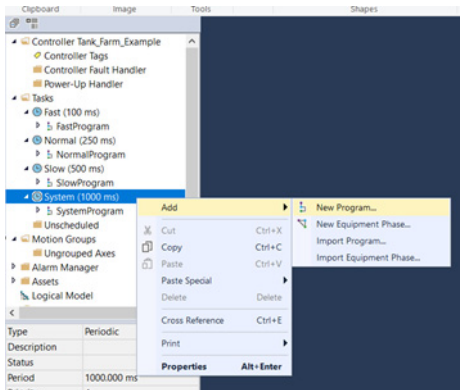 Clipboard Image Tools Shapes
Controller Tank_Farm_Example
Controller Tags
Controller Fault Handler
Power-Up Handler
Tasks
Fast (100 ms)
FastProgram
Normal (250 ms)
NormalProgram
Slow (500 ms)
SlowProgram
System (1000 ms)
SystemProgram
Unscheduled
Motion Groups
Ungrouped Axes
Alarm Manager
Assets
Logical Model
Add
Cut Ctrl+X
Copy Ctrl+C
Paste Ctrl+V
Paste Special
Delete Delete
Cross Reference Ctrl+E
Print
Properties Alt+Enter
New Program...
New Equipment Phase...
Import Program...
Import Equipment Phase...
Type Periodic
Description
Status
Period 1000.000 ms